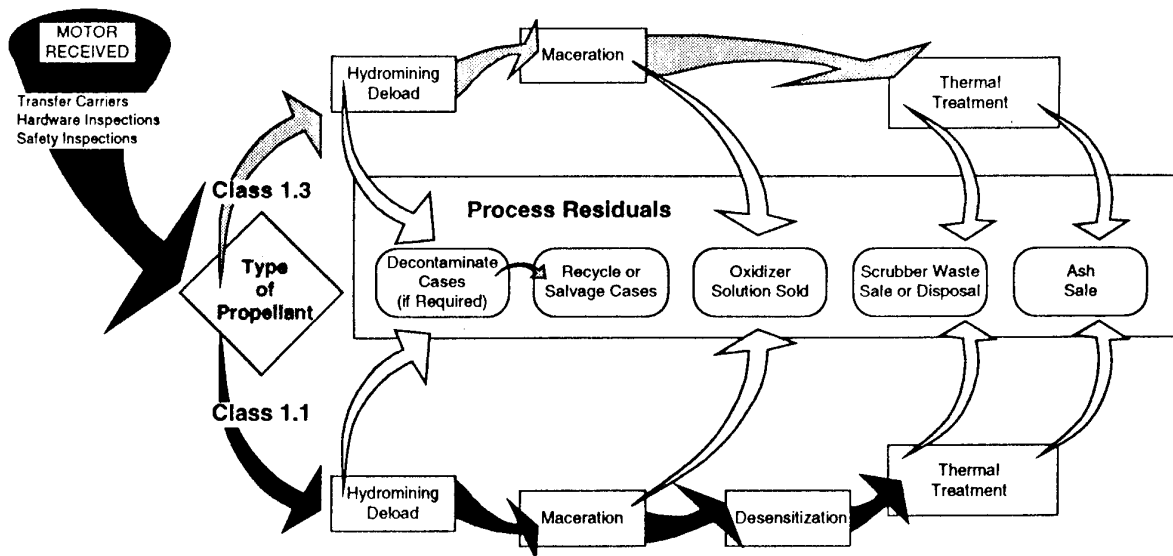 MOTOR
RECEIVED
Transfer Carriers
Hardware Inspections
Safety Inspections
Class 1.3
Type
of
Propellant
Class 1.1
Hydromining
Deload
Maceration
Thermal
Treatment
Process Residuals
Decontaminate
Cases
(if Required)
Recycle or
Salvage Cases
Oxidizer
Solution Sold
Scrubber Waste
Sale or Disposal
Ash
Sale
Hydromining
Deload
Maceration
Desensitization
Thermal
Treatment